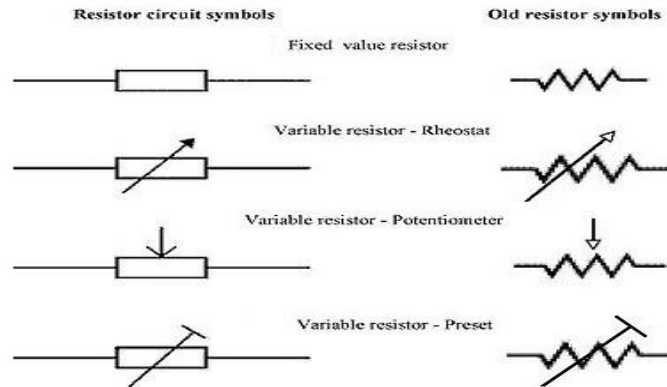 Resistor circuit symbols
Old resistor symbols
Fixed value resistor
Variable resistor - Rheostat
Variable resistor - Potentiometer
Variable resistor - Preset